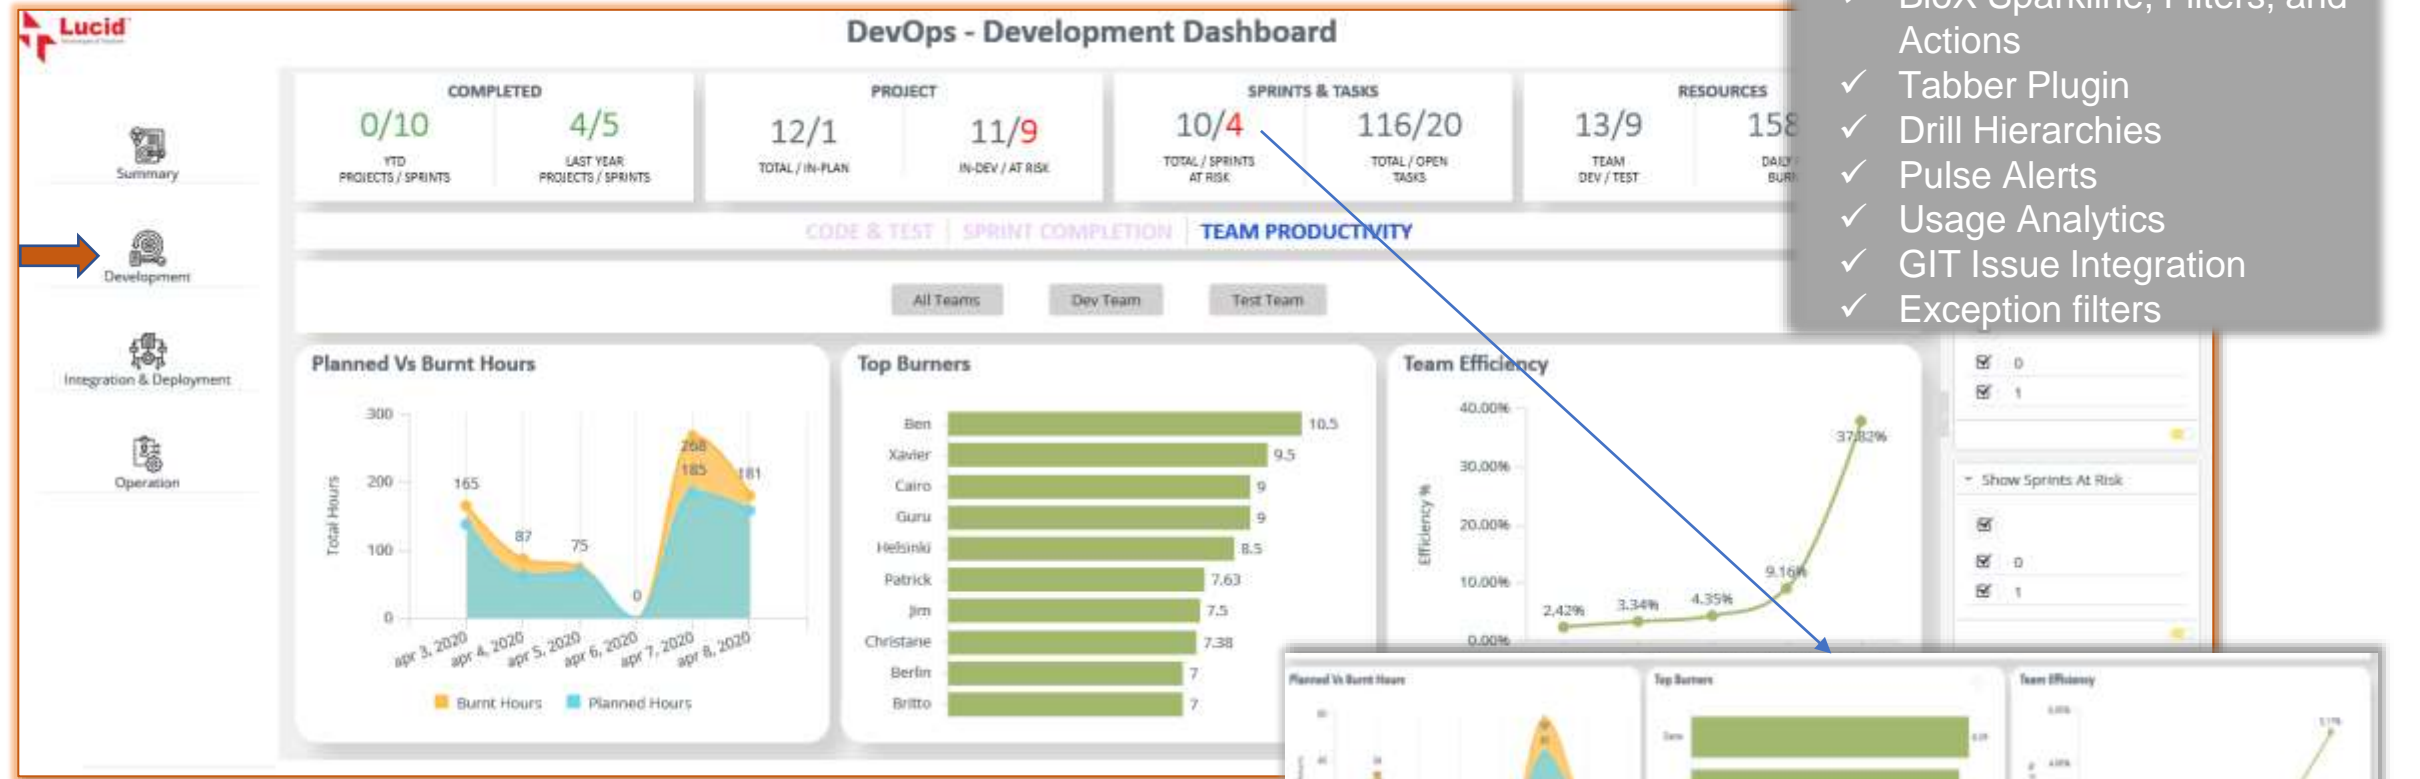 Lucid
DevOps - Development Dashboard
BloX Sparkline, Filters, and
Actions
✓ Tabber Plugin
✓ Drill Hierarchies
✓ Pulse Alerts
✓ Usage Analytics
✓ GIT Issue Integration
✓ Exception filters
Summary
Development
Integration & Deployment
Operation
COMPLETED
0/10
YTD
PROJECTS / SPRINTS
4/5
LAST YEAR
PROJECTS / SPRINTS
PROJECT
12/1
TOTAL / IN-PLAN
11/9
IN-DEV / AT RISK
SPRINTS & TASKS
10/4
TOTAL / SPRINTS
AT RISK
116/20
TOTAL / OPEN
TASKS
RESOURCES
13/9
TEAM
DEV / TEST
158
DAILY
CODE & TEST | SPRINT COMPLETION | TEAM PRODUCTIVITY
All Teams Dev Team Test Team
Planned Vs Burnt Hours
Total Hours
300
200
100
0
165
87
75
0
268
185
181
apr 3, 2020
apr 4, 2020
apr 5, 2020
apr 6, 2020
apr 7, 2020
apr 8, 2020
Burnt Hours Planned Hours
Top Burners
Ben 10.5
Xavier 9.5
Cairo 9
Guru 9
Helsinki 8.5
Patrick 7.63
Jim 7.5
Christane 7.38
Berlin 7
Britto 7
Team Efficiency
Efficiency %
40.00%
30.00%
20.00%
10.00%
0.00%
2.42%
3.34%
4.35%
9.16%
37.82%
0
1
Show Sprints At Risk
0
1
Planned Vs Burnt Hours
Top Burners
Team Efficiency